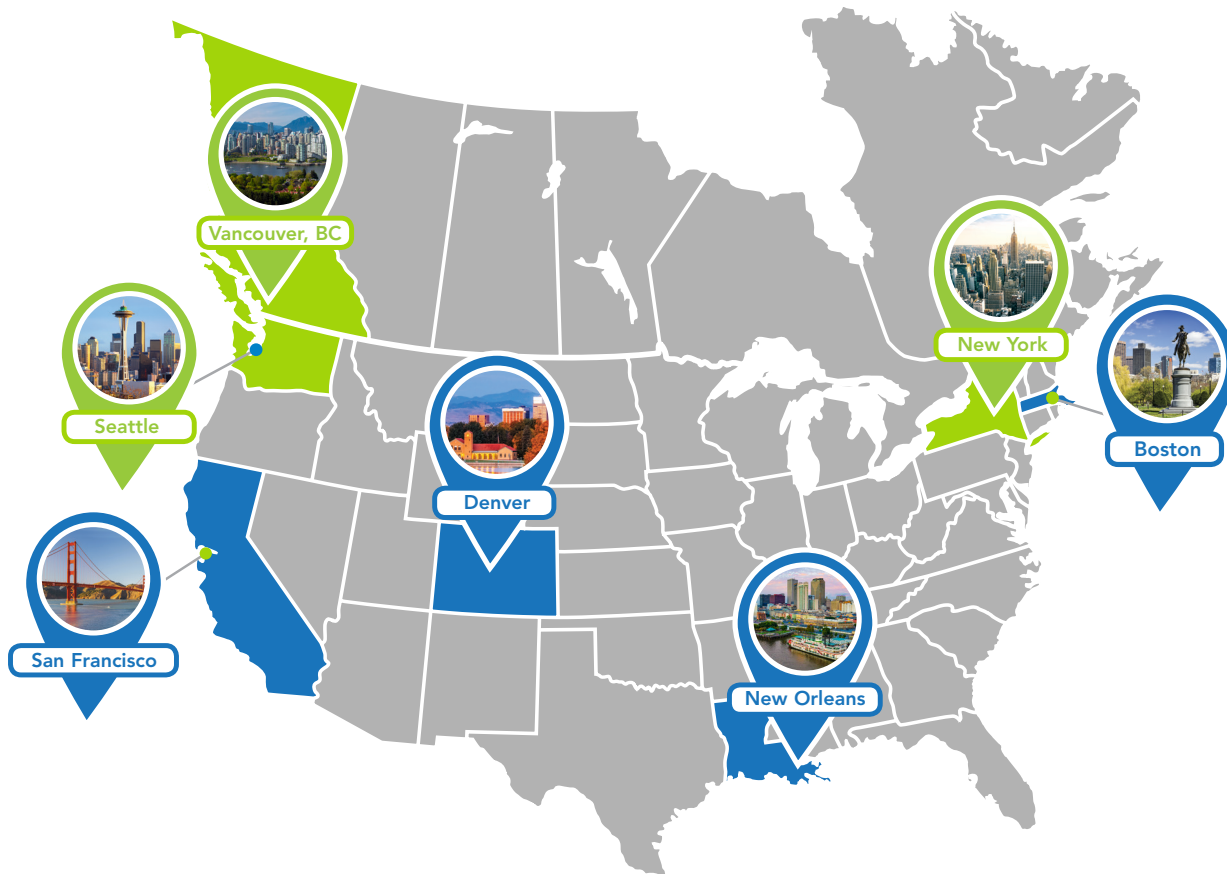 Vancouver, BC
New York
Seattle
Boston
Denver
San Francisco
New Orleans